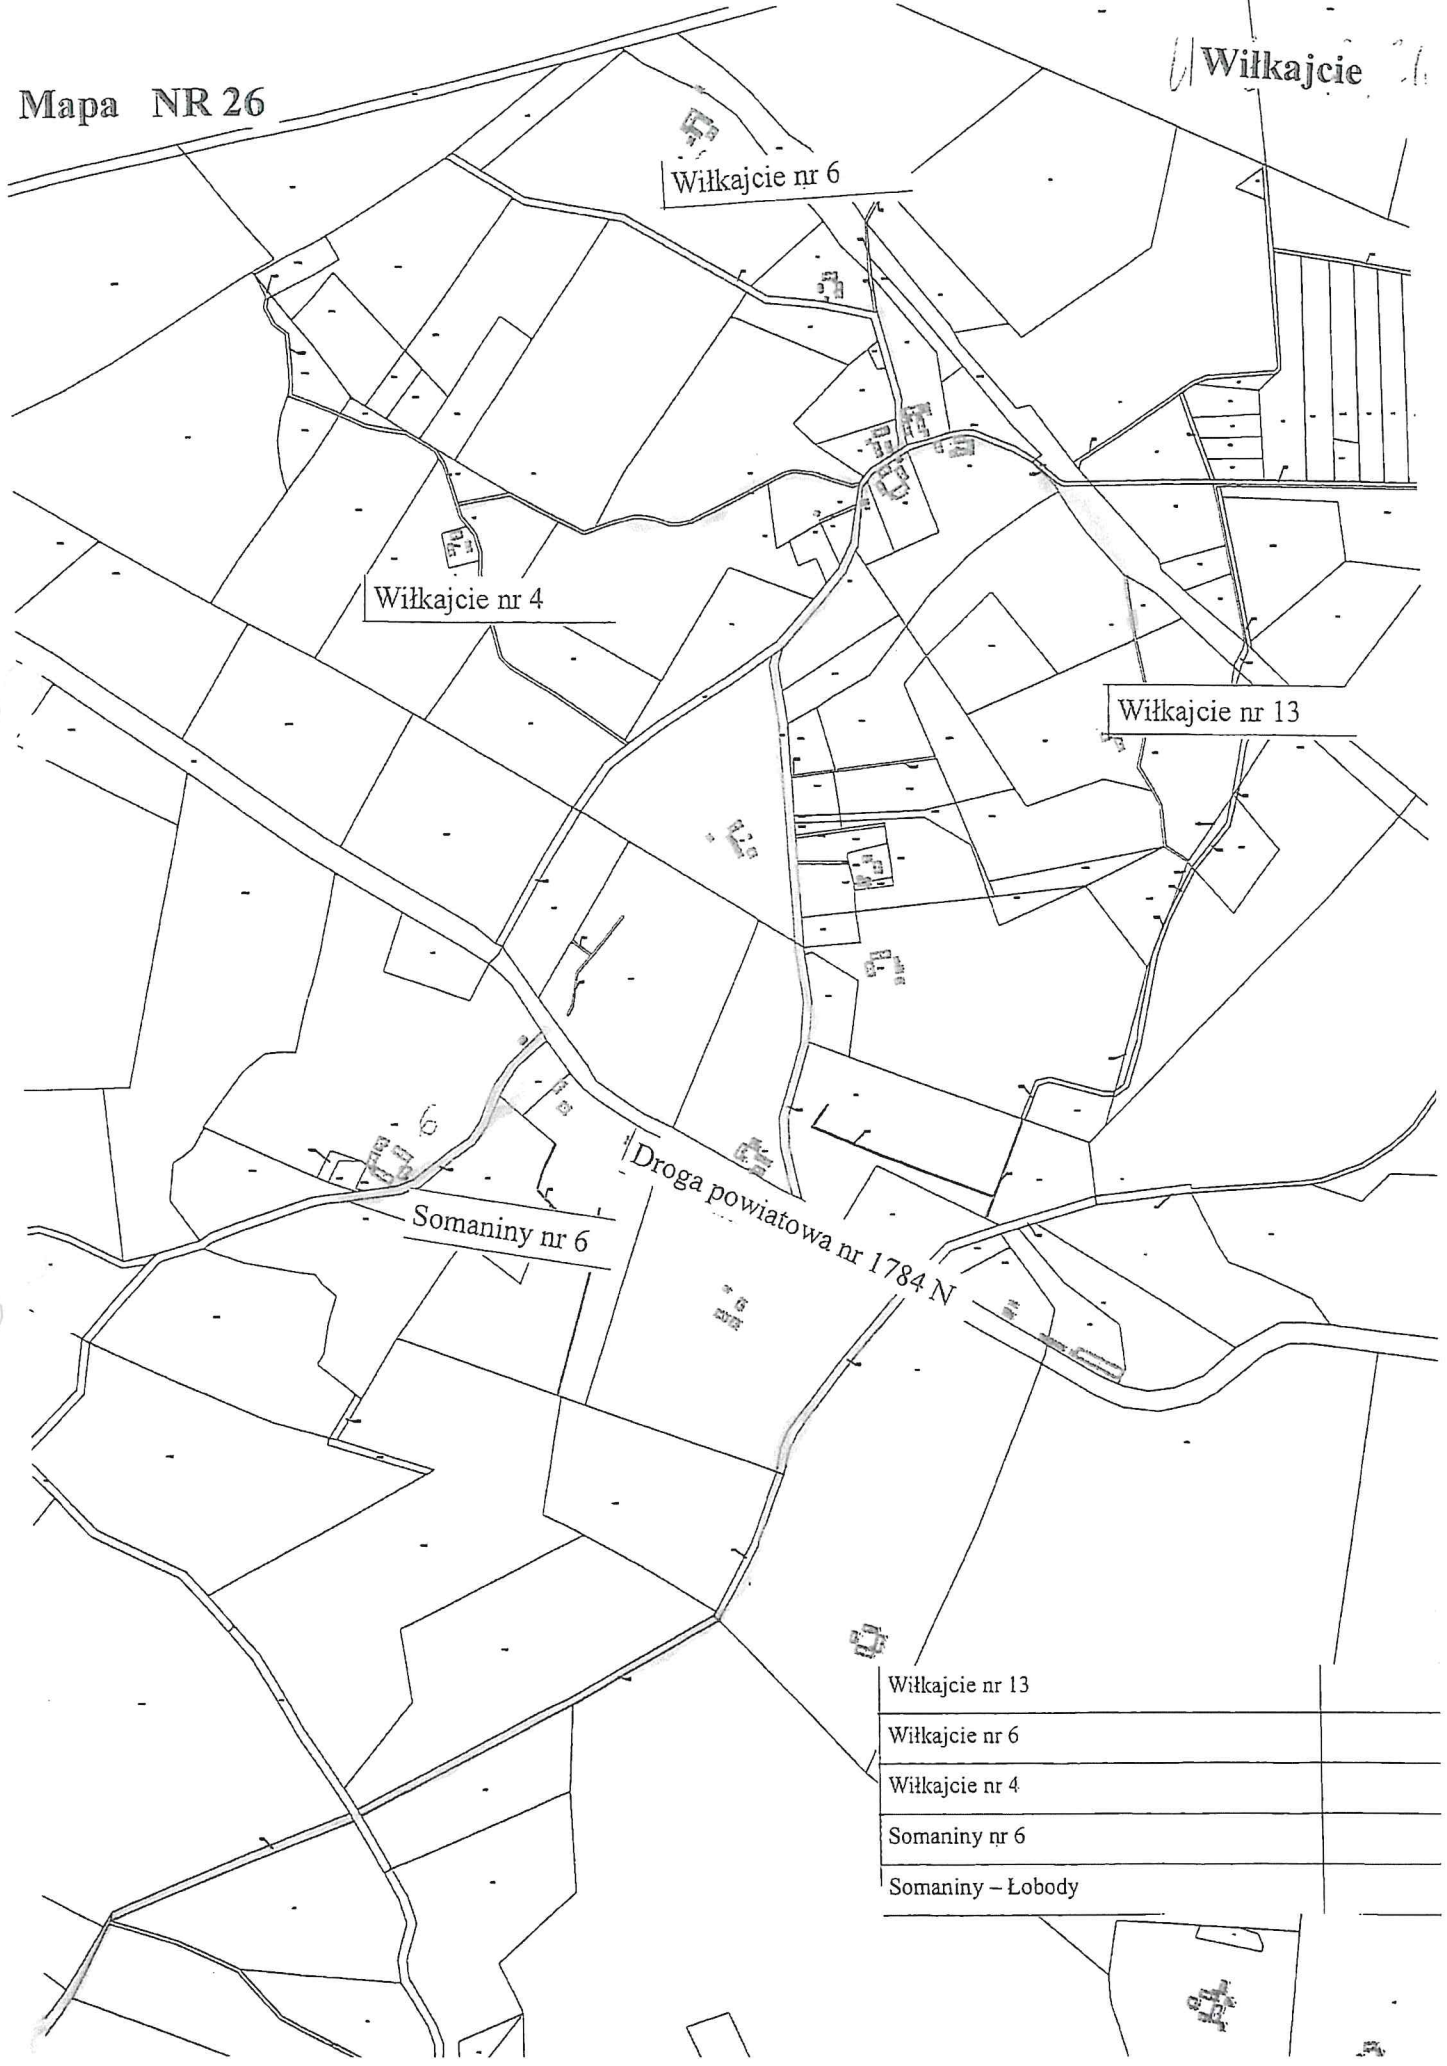 Mapa NR 26
Wiłkajcie
Wiłkajcie nr 6
Wiłkajcie nr 4
Wiłkajcie nr 13
6
Somaniny nr 6
Droga powiatowa nr 1784 N
Wiłkajcie nr 13
Wiłkajcie nr 6
Wiłkajcie nr 4
Somaniny nr 6
Somaniny – Łobody